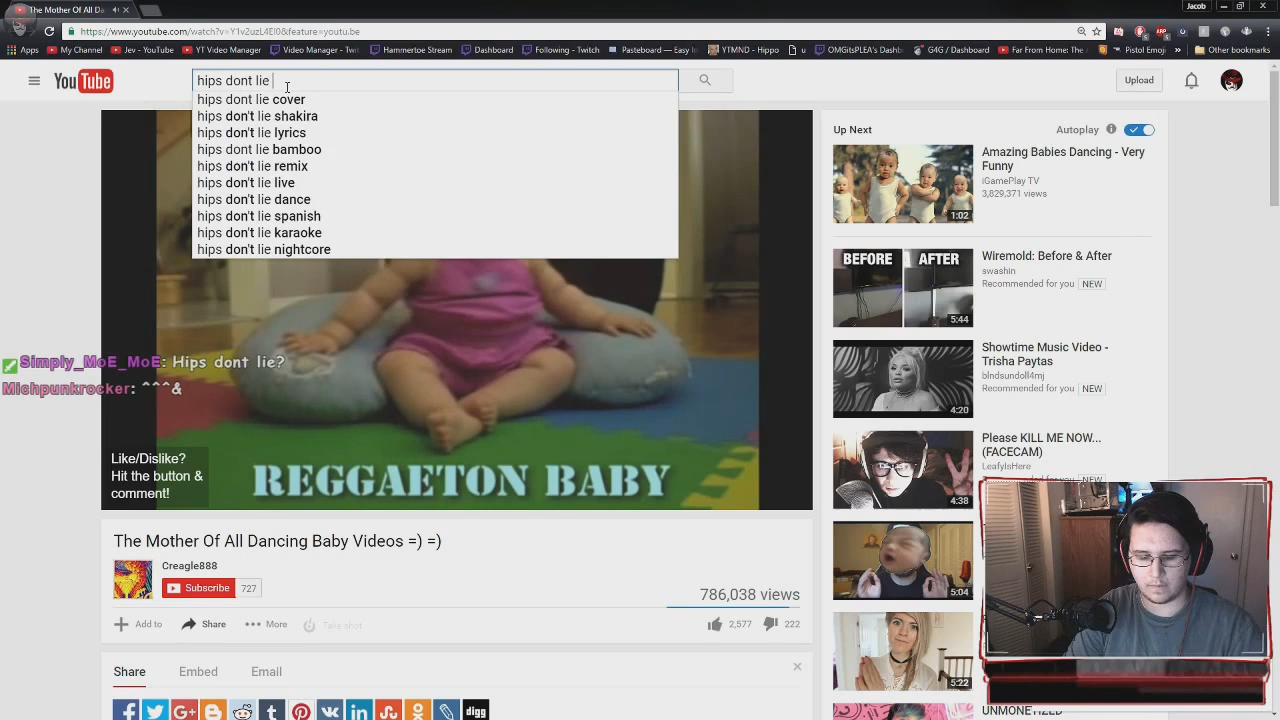 The Mother Of All Da
Jacob
https://www.youtube.com/watch?v=Y1v2uzL4El0&feature=youtu.be
Apps
My Channel
Jev - YouTube
YT Video Manager
Video Manager - Twi
Hammertoe Stream
Dashboard
Following - Twitch
Pasteboard — Easy I
YTMND - Hippo
u
OMGitsPLEA's Dashb
G4G / Dashboard
Far From Home: The A
Pistol Emoji
Other bookmarks
YouTube
hips dont lie
Upload
hips dont lie cover
hips don't lie shakira
hips don't lie lyrics
hips dont lie bamboo
hips don't lie remix
hips don't lie live
hips don't lie dance
hips don't lie spanish
hips don't lie karaoke
hips don't lie nightcore
Simply_MoE_MoE: Hips dont lie?
Michpunkrocker: ^^^&
Like/Dislike?
Hit the button &
comment!
REGGAETON BABY
The Mother Of All Dancing Baby Videos =) =)
Creagle888
Subscribe 727
786,038 views
Add to
Share
More
Take shot
2,577
222
Share
Embed
Email
digg
Up Next
Autoplay
Amazing Babies Dancing - Very
Funny
iGamePlay TV
3,829,371 views
1:02
BEFORE
AFTER
Wiremold: Before & After
swashin
Recommended for you NEW
5:44
Showtime Music Video -
Trisha Paytas
blndsundoll4mj
Recommended for you NEW
4:20
Please KILL ME NOW...
(FACECAM)
LeafyIsHere
4:38
5:04
5:22
UNMONETIZED